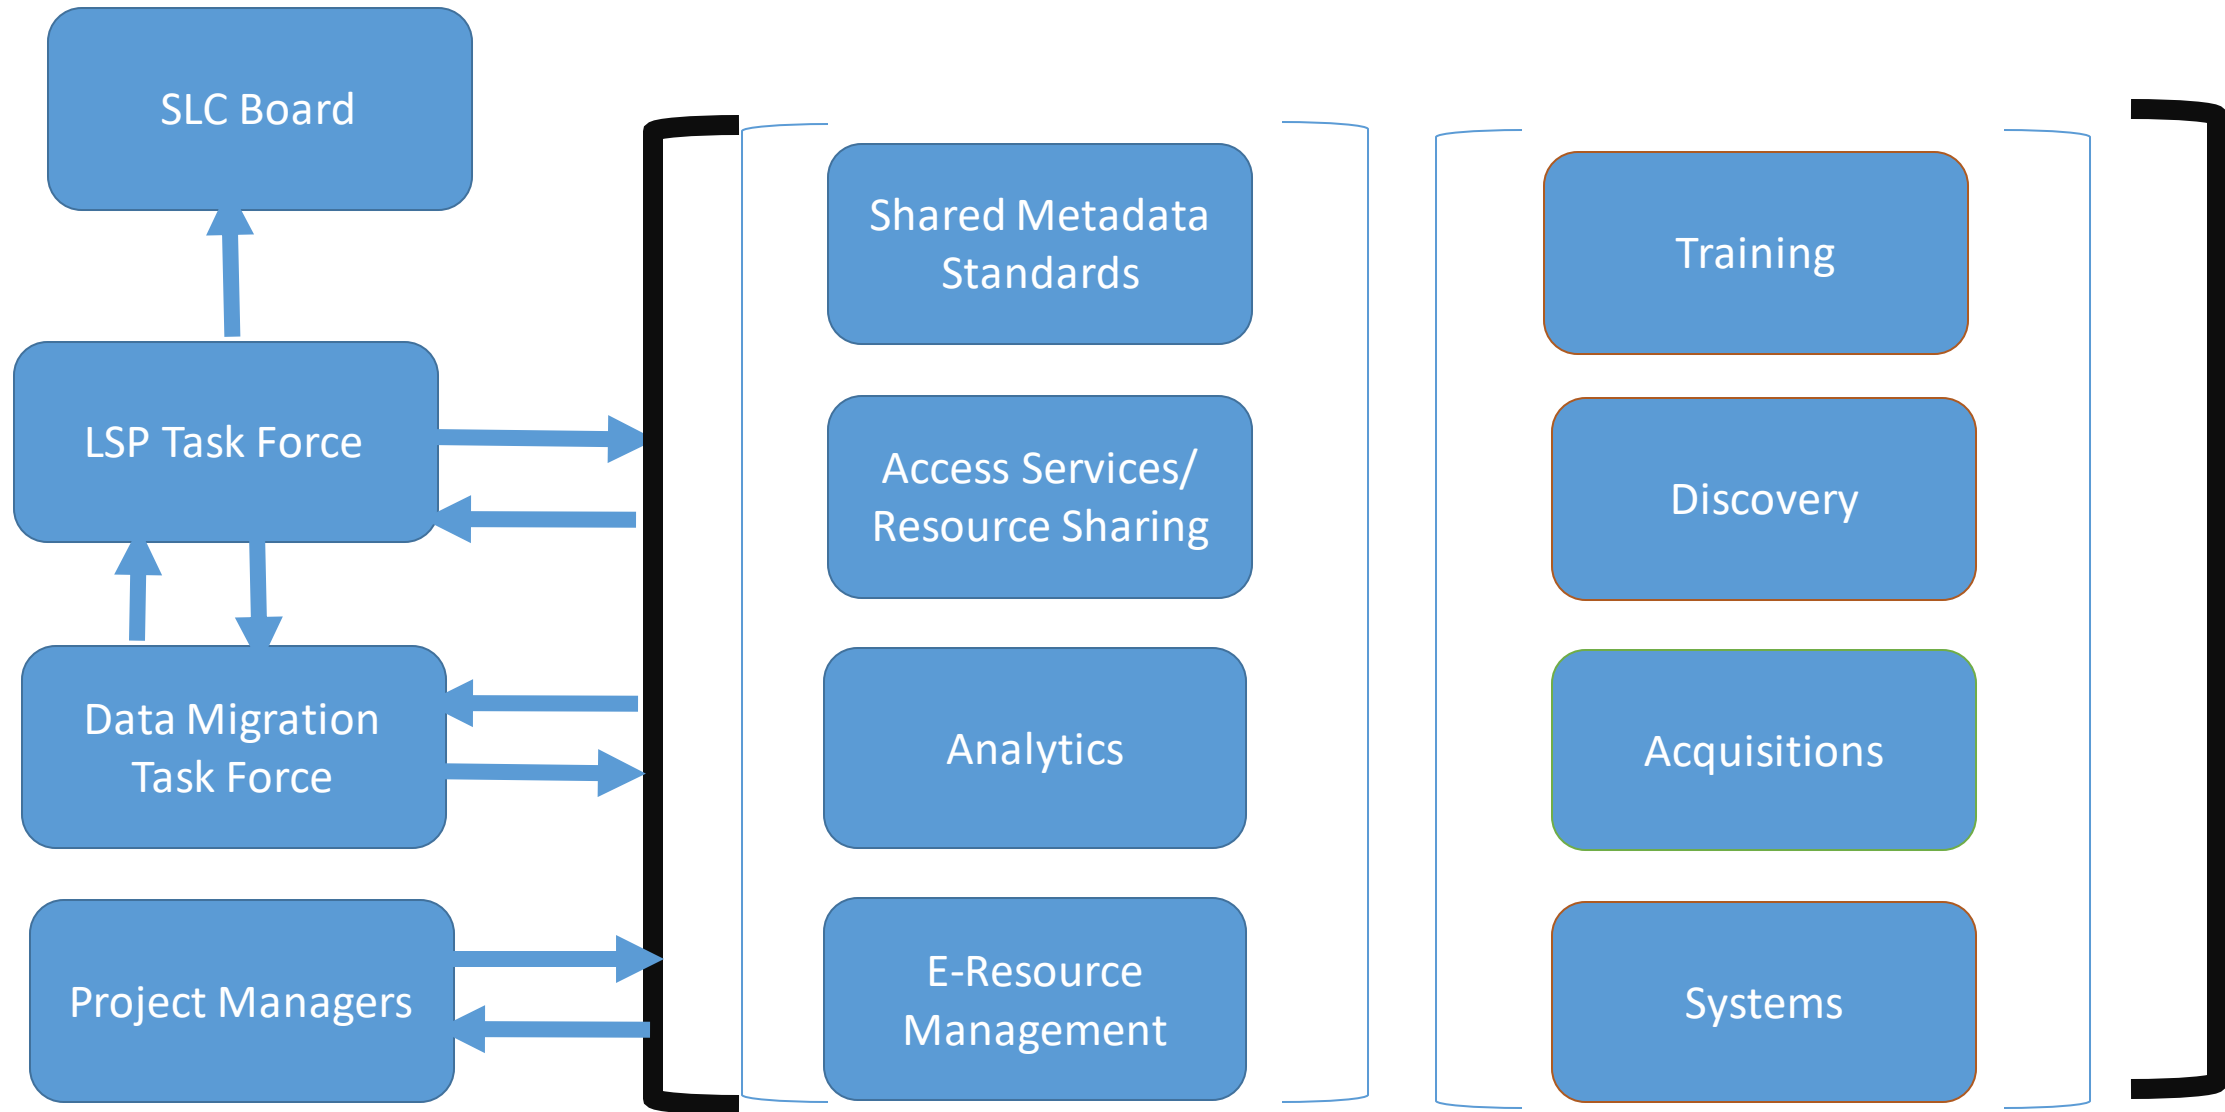 SLC Board
LSP Task Force
Data Migration
Task Force
Project Managers
Shared Metadata
Standards
Access Services/
Resource Sharing
Analytics
E-Resource
Management
Training
Discovery
Acquisitions
Systems